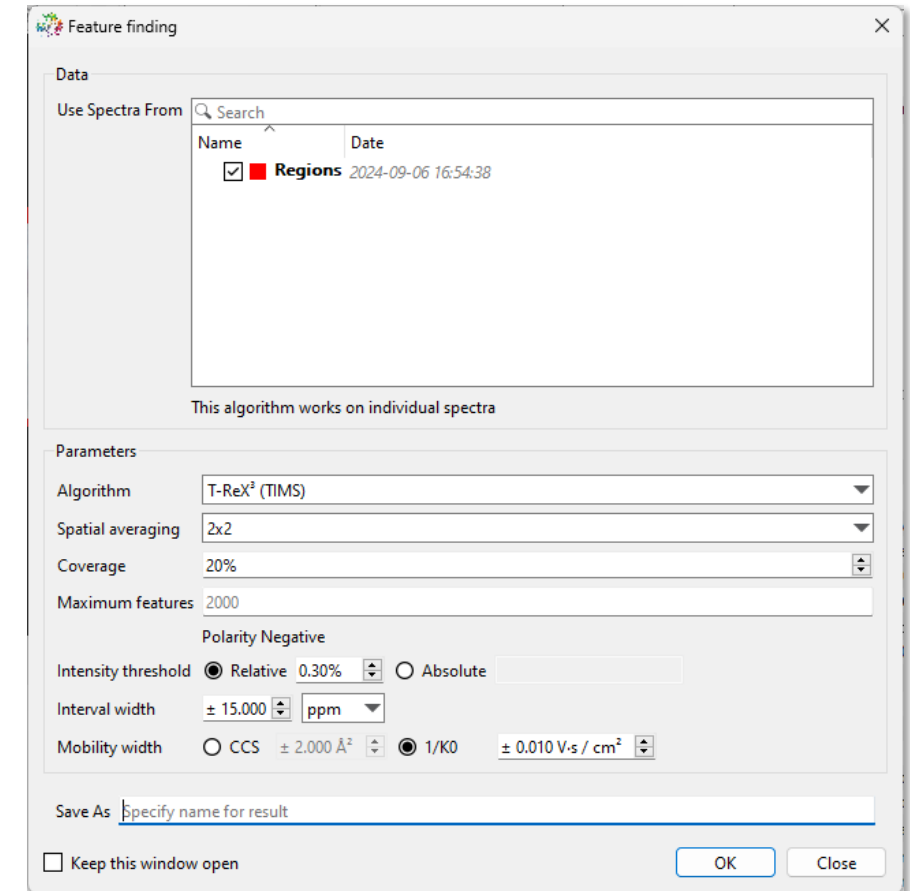 Feature finding
Data
Use Spectra From Search
Name Date
Regions 2024-09-06 16:54:38
This algorithm works on individual spectra
Parameters
Algorithm T-ReX³ (TIMS)
Spatial averaging 2x2
Coverage 20%
Maximum features 2000
Polarity Negative
Intensity threshold Relative 0.30% Absolute
Interval width ± 15.000 ppm
Mobility width CCS ± 2.000 Å² 1/K0 ± 0.010 V·s / cm²
Save As Specify name for result
Keep this window open OK Close